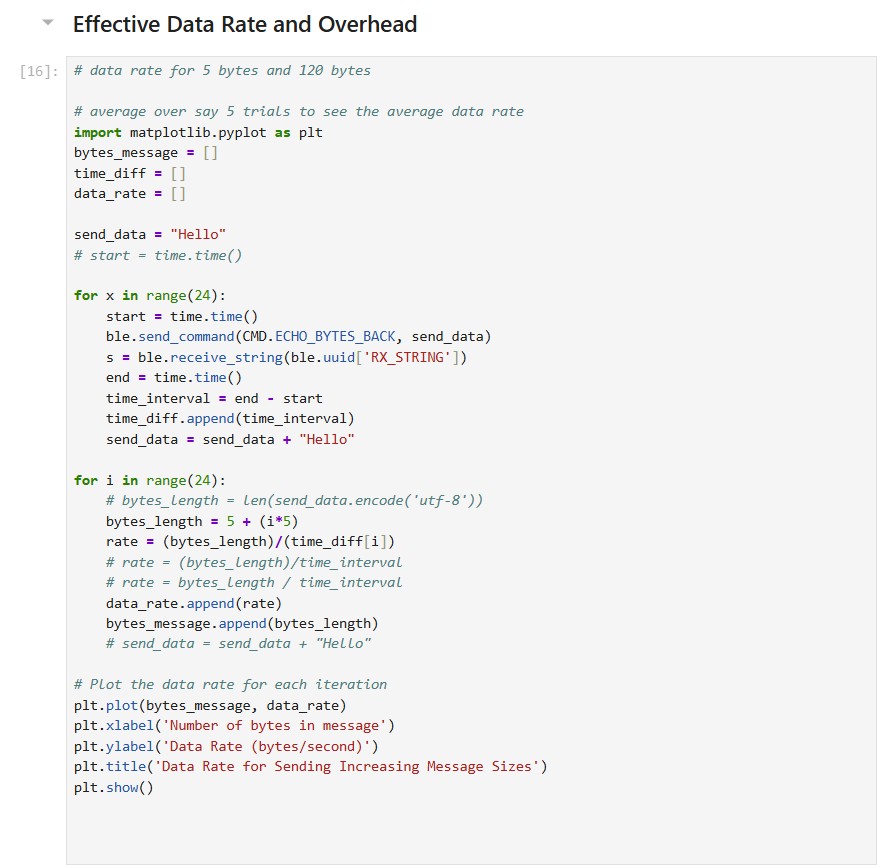 Effective Data Rate and Overhead
[16]: # data rate for 5 bytes and 120 bytes
# average over say 5 trials to see the average data rate
import matplotlib.pyplot as plt
bytes_message = []
time_diff = []
data_rate = []
send_data = "Hello"
# start = time.time()
for x in range(24):
    start = time.time()
    ble.send_command(CMD.ECHO_BYTES_BACK, send_data)
    s = ble.receive_string(ble.uuid['RX_STRING'])
    end = time.time()
    time_interval = end - start
    time_diff.append(time_interval)
    send_data = send_data + "Hello"
for i in range(24):
    # bytes_length = len(send_data.encode('utf-8'))
    bytes_length = 5 + (i*5)
    rate = (bytes_length)/(time_diff[i])
    # rate = (bytes_length)/time_interval
    # rate = bytes_length / time_interval
    data_rate.append(rate)
    bytes_message.append(bytes_length)
    # send_data = send_data + "Hello"
# Plot the data rate for each iteration
plt.plot(bytes_message, data_rate)
plt.xlabel('Number of bytes in message')
plt.ylabel('Data Rate (bytes/second)')
plt.title('Data Rate for Sending Increasing Message Sizes')
plt.show()